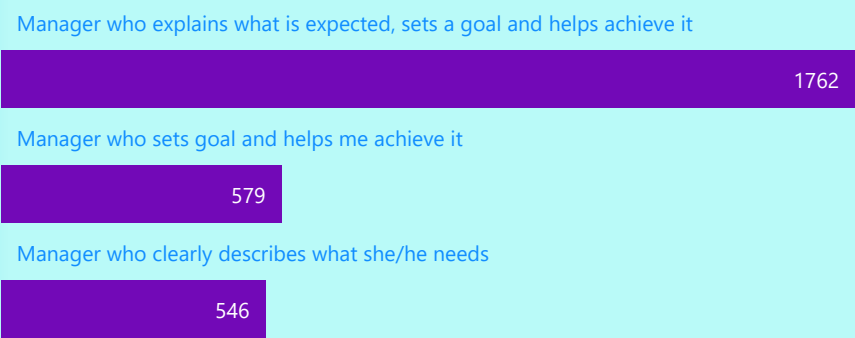 Manager who explains what is expected, sets a goal and helps achieve it
1762
Manager who sets goal and helps me achieve it
579
Manager who clearly describes what she/he needs
546